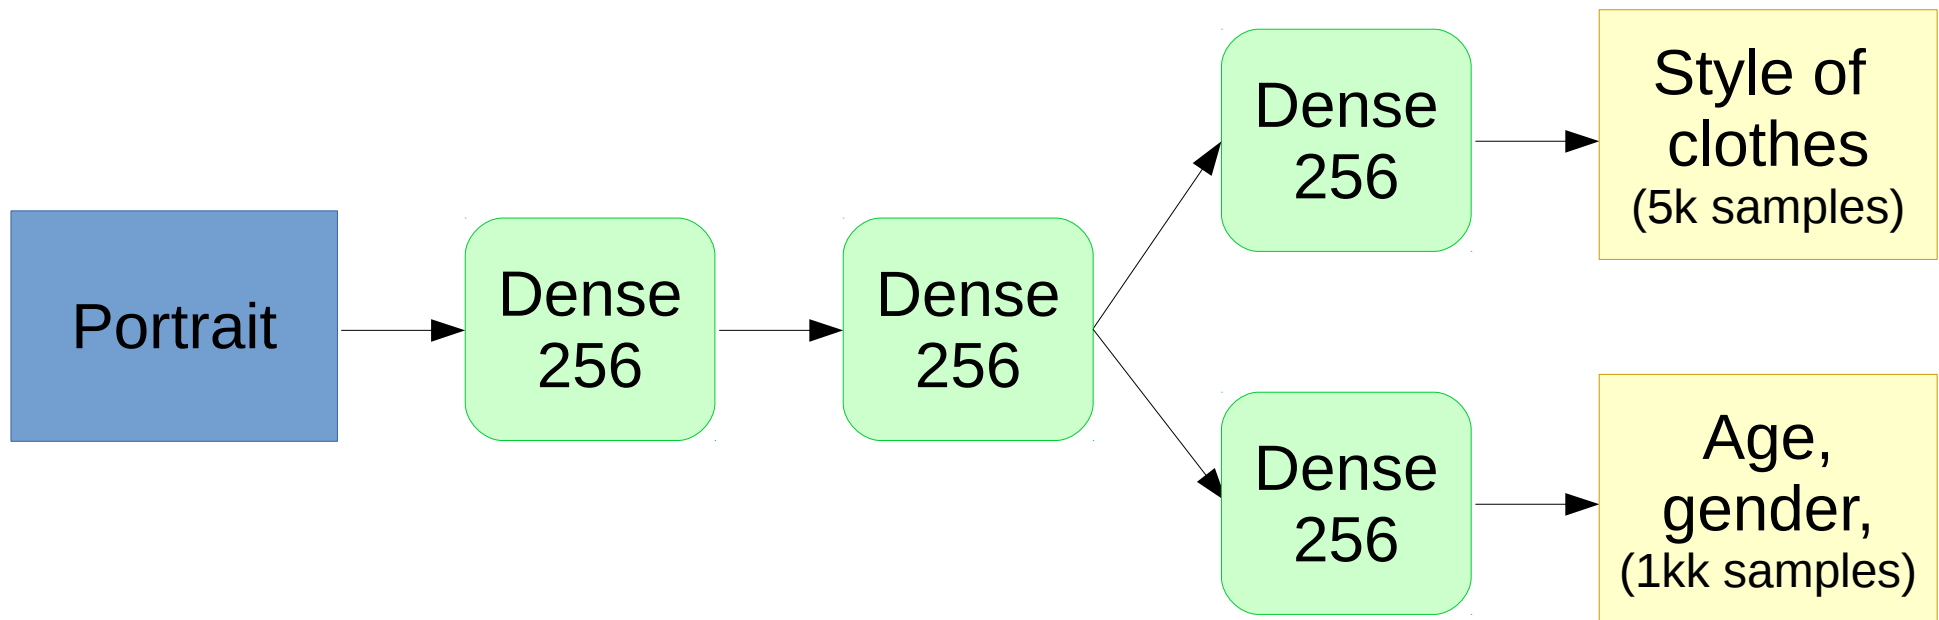 Portrait
Dense
256
Dense
256
Dense
256
Style of
clothes
(5k samples)
Dense
256
Age,
gender,
(1kk samples)